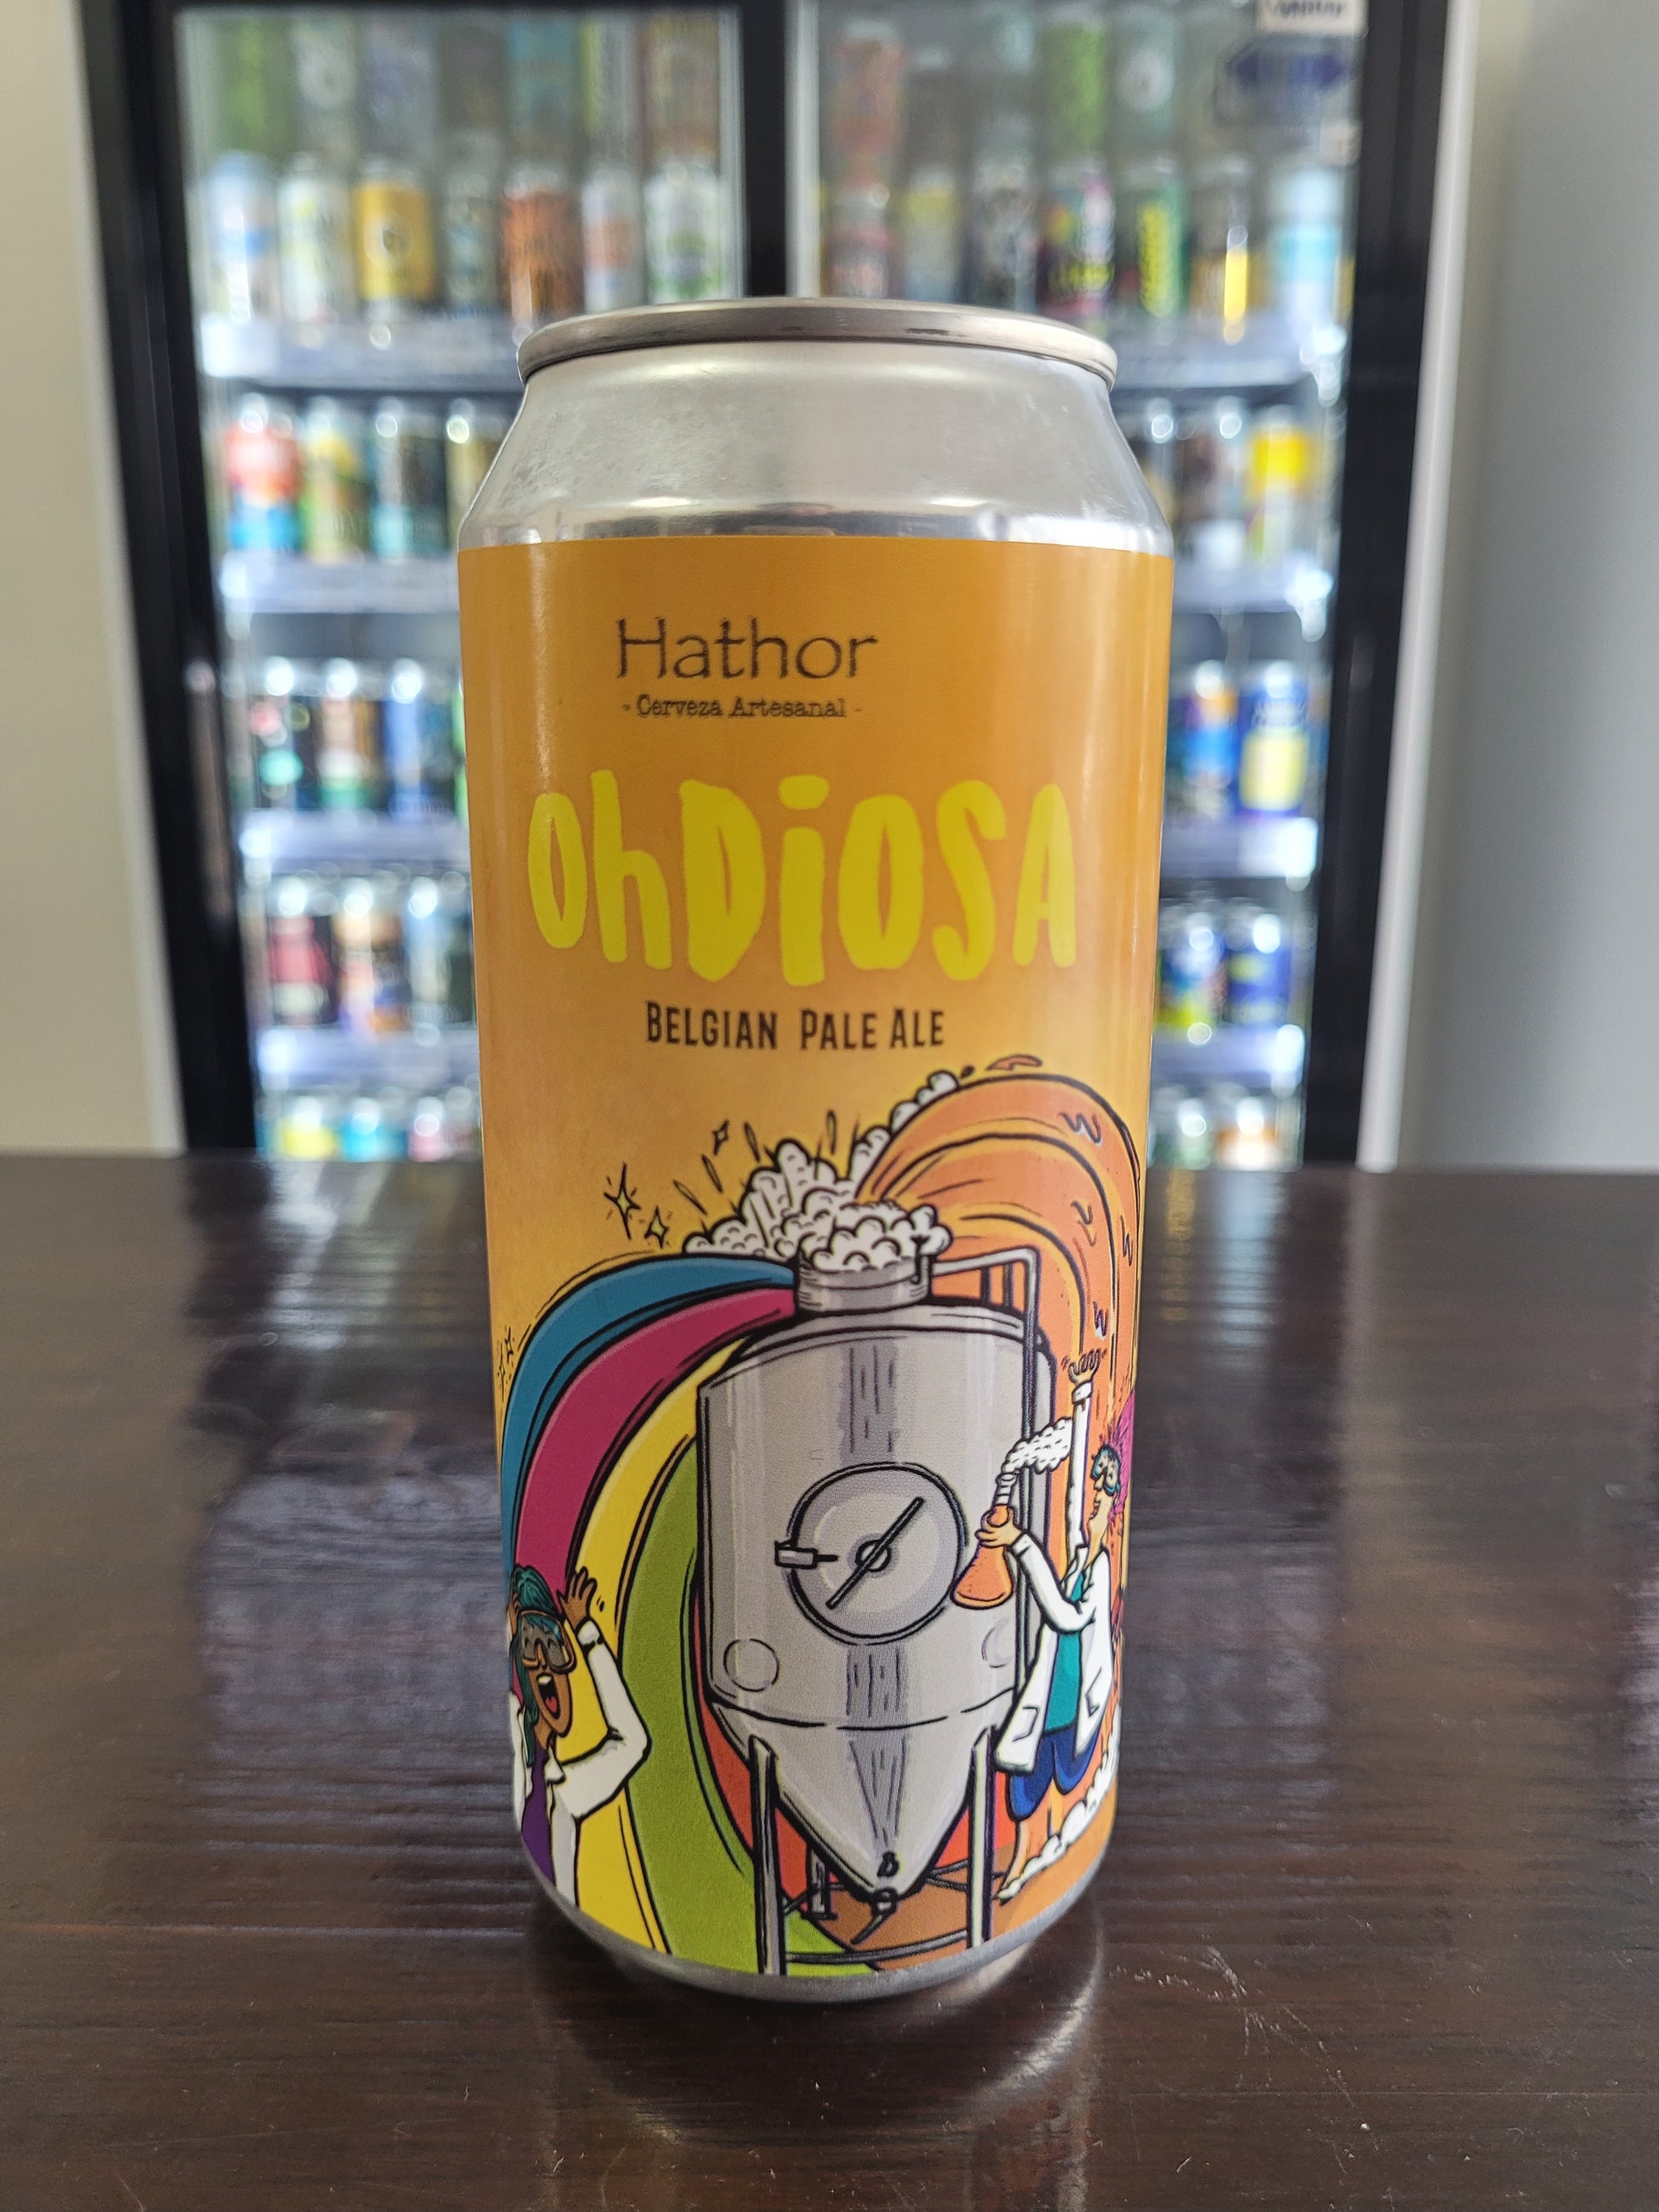 Hathor
- Cerveza Artesanal -
OhDiOSA
BELGIAN PALE ALE